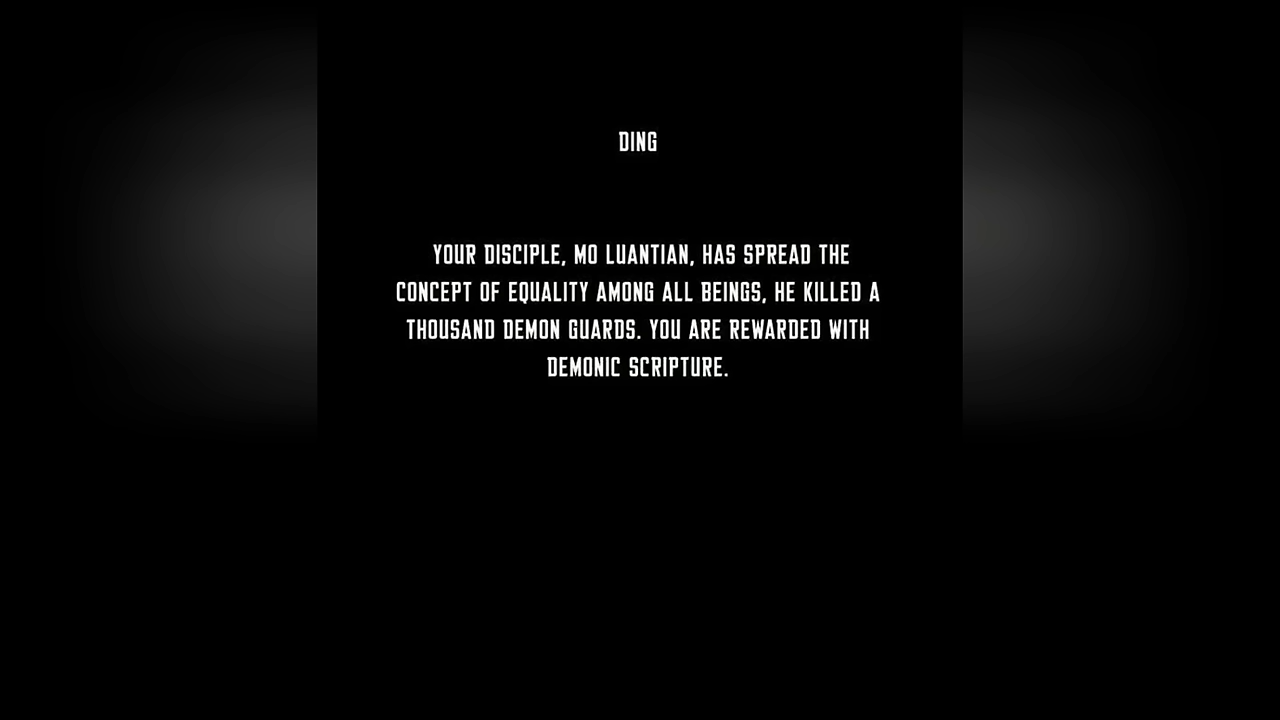 DING
YOUR DISCIPLE, MO LUANTIAN, HAS SPREAD THE
CONCEPT OF EQUALITY AMONG ALL BEINGS, HE KILLED A
THOUSAND DEMON GUARDS. YOU ARE REWARDED WITH
DEMONIC SCRIPTURE.